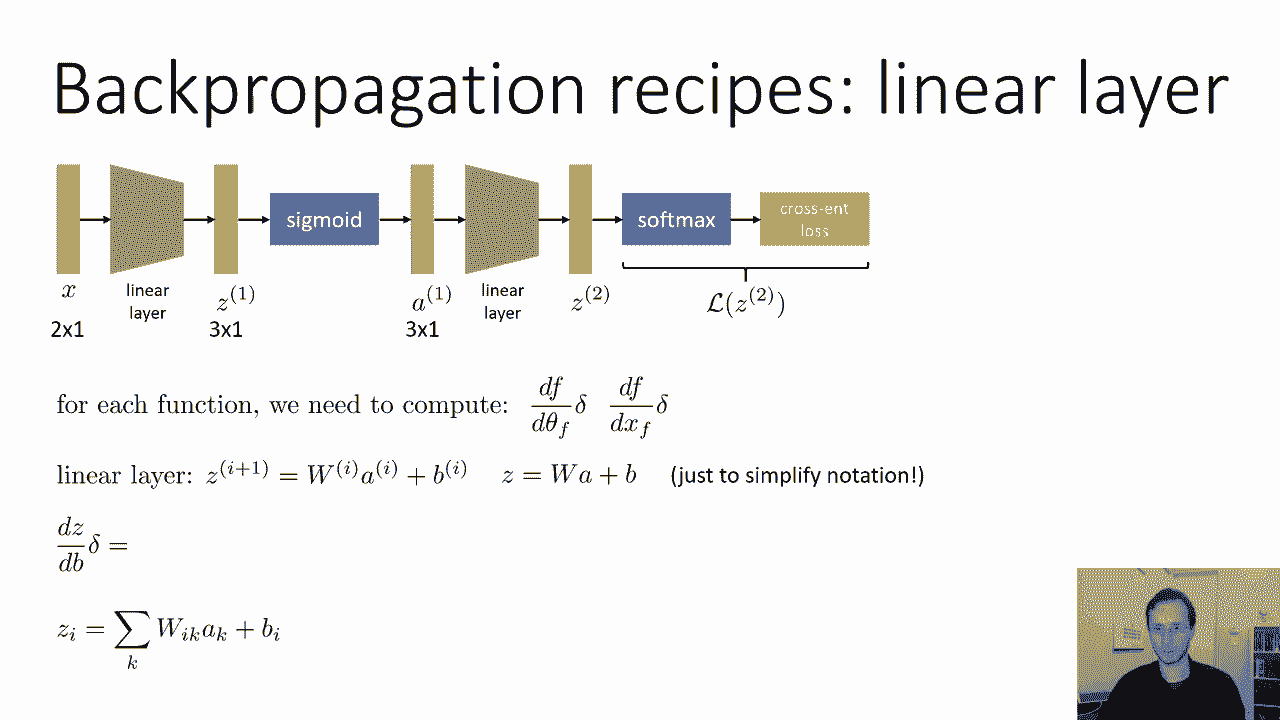 Backpropagation recipes: linear layer
sigmoid
softmax
cross-ent
loss
x
linear
layer
z^{(1)}
a^{(1)}
linear
layer
z^{(2)}
\mathcal{L}(z^{(2)})
2x1
3x1
3x1
for each function, we need to compute: \frac{df}{d\theta_f}\delta \frac{df}{dx_f}\delta
linear layer: z^{(i+1)} = W^{(i)}a^{(i)} + b^{(i)} z = Wa + b (just to simplify notation!)
\frac{dz}{db}\delta =
z_i = \sum_k W_{ik}a_k + b_i